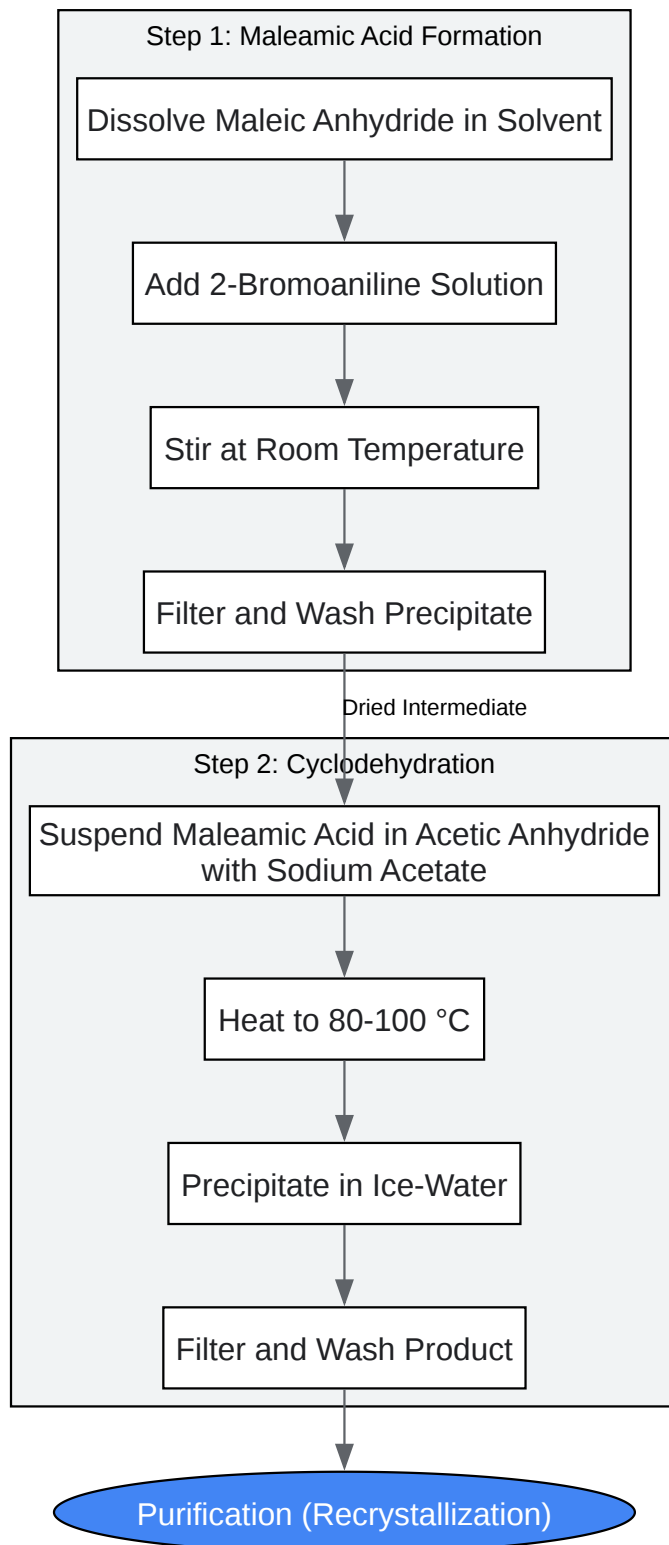 Step 1: Maleamic Acid Formation
Dissolve Maleic Anhydride in Solvent
Add 2-Bromoaniline Solution
Stir at Room Temperature
Filter and Wash Precipitate
Dried Intermediate
Step 2: Cyclodehydration
Suspend Maleamic Acid in Acetic Anhydride
with Sodium Acetate
Heat to 80-100 °C
Precipitate in Ice-Water
Filter and Wash Product
Purification (Recrystallization)